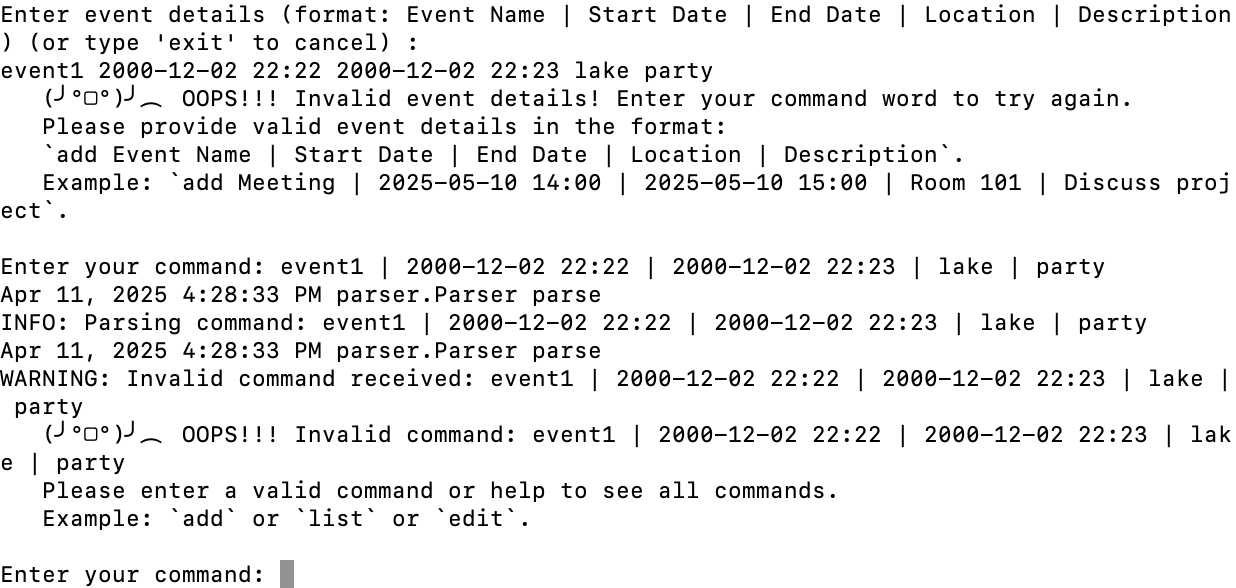 Enter event details (format: Event Name | Start Date | End Date | Location | Description
) (or type 'exit' to cancel) :
event1 2000-12-02 22:22 2000-12-02 22:23 lake party
(╯°□°)╯︵ OOPS!!! Invalid event details! Enter your command word to try again.
Please provide valid event details in the format:
`add Event Name | Start Date | End Date | Location | Description`.
Example: `add Meeting | 2025-05-10 14:00 | 2025-05-10 15:00 | Room 101 | Discuss proj
ect`.
Enter your command: event1 | 2000-12-02 22:22 | 2000-12-02 22:23 | lake | party
Apr 11, 2025 4:28:33 PM parser.Parser parse
INFO: Parsing command: event1 | 2000-12-02 22:22 | 2000-12-02 22:23 | lake | party
Apr 11, 2025 4:28:33 PM parser.Parser parse
WARNING: Invalid command received: event1 | 2000-12-02 22:22 | 2000-12-02 22:23 | lake |
party
(╯°□°)╯︵ OOPS!!! Invalid command: event1 | 2000-12-02 22:22 | 2000-12-02 22:23 | lak
e | party
Please enter a valid command or help to see all commands.
Example: `add` or `list` or `edit`.
Enter your command: